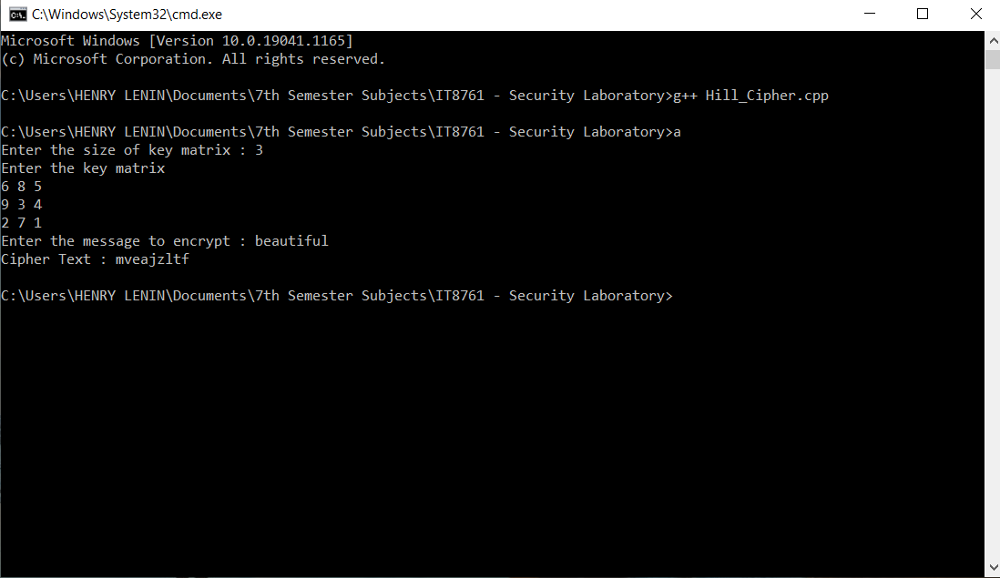 C:\Windows\System32\cmd.exe
Microsoft Windows [Version 10.0.19041.1165]
(c) Microsoft Corporation. All rights reserved.
C:\Users\HENRY LENIN\Documents\7th Semester Subjects\IT8761 - Security Laboratory>g++ Hill_Cipher.cpp
C:\Users\HENRY LENIN\Documents\7th Semester Subjects\IT8761 - Security Laboratory>a
Enter the size of key matrix : 3
Enter the key matrix
6 8 5
9 3 4
2 7 1
Enter the message to encrypt : beautiful
Cipher Text : mveajzltf
C:\Users\HENRY LENIN\Documents\7th Semester Subjects\IT8761 - Security Laboratory>